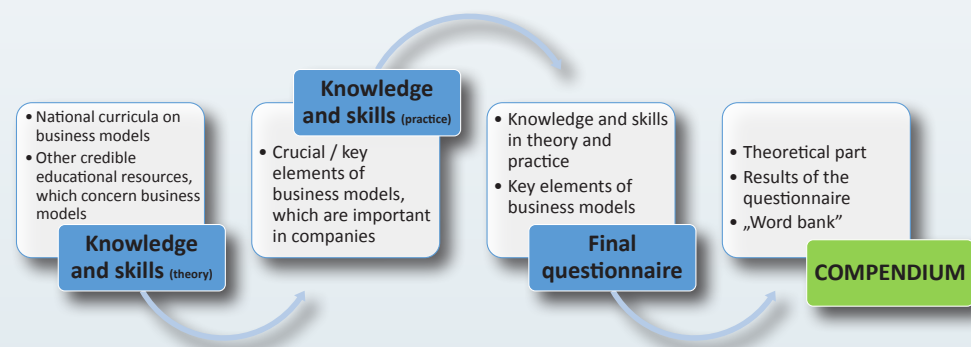 • National curricula on
business models
• Other credible
educational resources,
which concern business
models
Knowledge
and skills (theory)
Knowledge
and skills (practice)
• Crucial / key
elements of
business models,
which are important
in companies
• Knowledge and skills
in theory and
practice
• Key elements of
business models
Final
questionnaire
• Theoretical part
• Results of the
questionnaire
• „Word bank”
COMPENDIUM